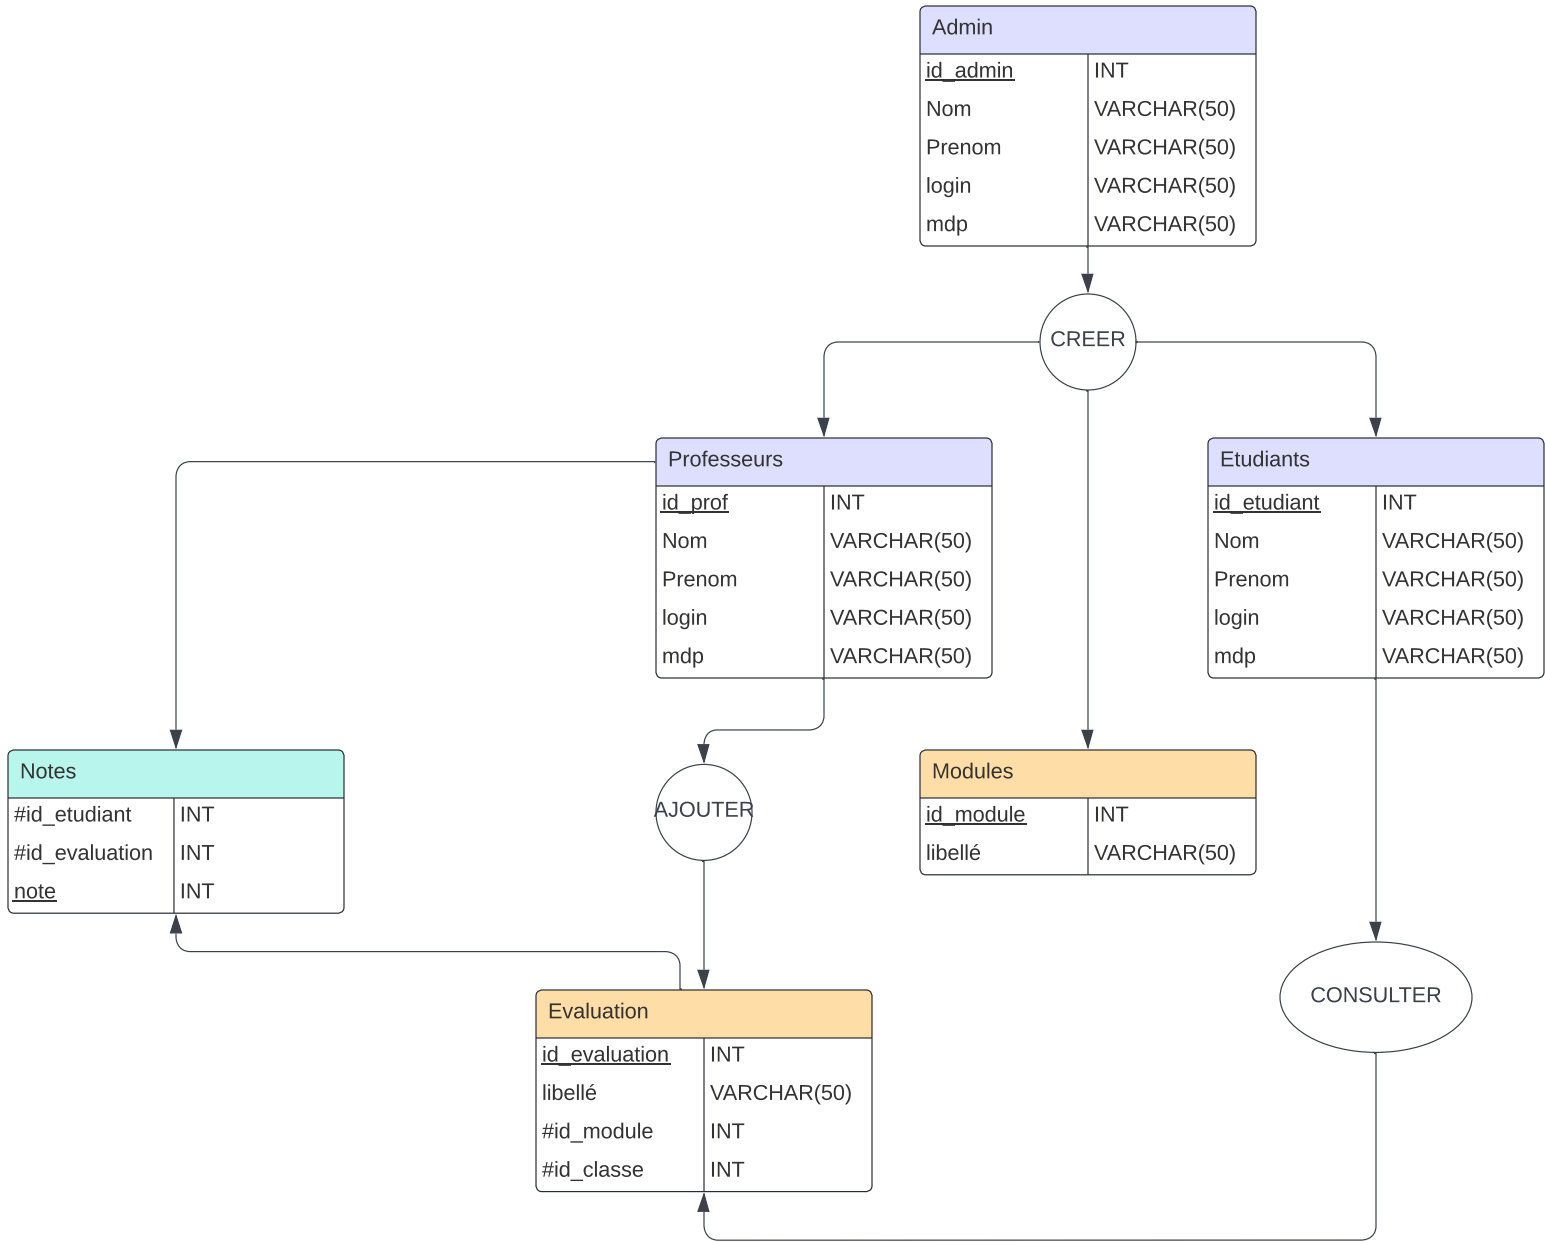 Admin
id_admin INT
Nom VARCHAR(50)
Prenom VARCHAR(50)
login VARCHAR(50)
mdp VARCHAR(50)
CREER
Professeurs
id_prof INT
Nom VARCHAR(50)
Prenom VARCHAR(50)
login VARCHAR(50)
mdp VARCHAR(50)
Etudiants
id_etudiant INT
Nom VARCHAR(50)
Prenom VARCHAR(50)
login VARCHAR(50)
mdp VARCHAR(50)
Notes
#id_etudiant INT
#id_evaluation INT
note INT
AJOUTER
Modules
id_module INT
libellé VARCHAR(50)
CONSULTER
Evaluation
id_evaluation INT
libellé VARCHAR(50)
#id_module INT
#id_classe INT